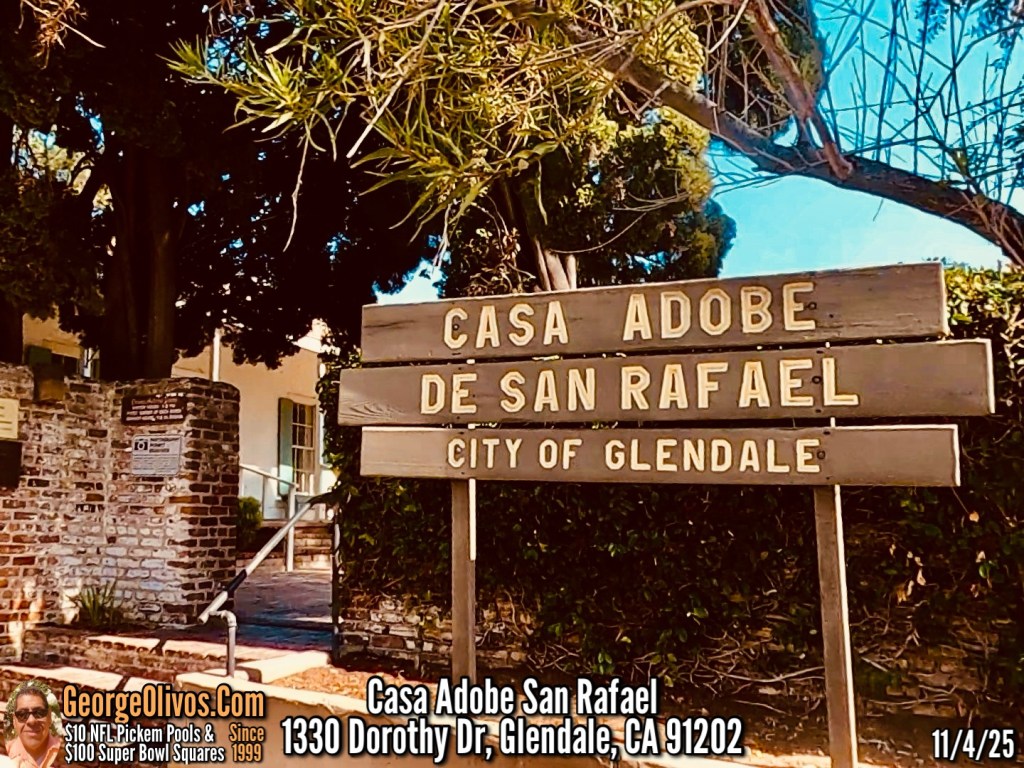 CASA ADOBE
DE SAN RAFAEL
CITY OF GLENDALE
GeorgeOlivos.Com
$10 NFL Pickem Pools &
$100 Super Bowl Squares
Since
1999
Casa Adobe San Rafael
1330 Dorothy Dr, Glendale, CA 91202
11/4/25